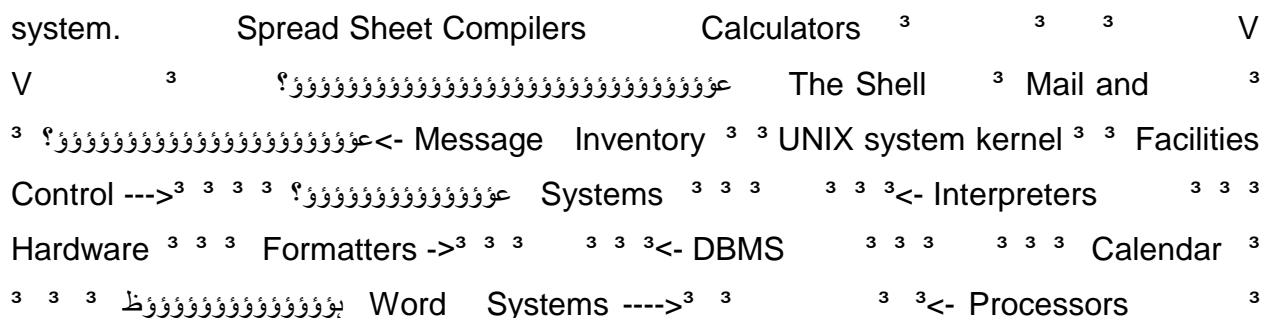 system. Spread Sheet Compilers Calculators ³ ³ ³ V
V ³ عؤؤؤؤؤؤؤؤؤؤؤؤؤؤؤؤؤؤؤؤؤؤؤؤؤؤؤؤؤ؟ The Shell ³ Mail and ³
³ عؤؤؤؤؤؤؤؤؤؤؤؤؤؤؤؤؤؤؤؤؤ؟<- Message Inventory ³ ³ UNIX system kernel ³ ³ Facilities
Control --->³ ³ ³ ³ عؤؤؤؤؤؤؤؤؤؤؤؤؤ؟ Systems ³ ³ ³ ³ ³ ³<- Interpreters ³ ³ ³
Hardware ³ ³ ³ Formatters ->³ ³ ³ ³ ³ ³<- DBMS ³ ³ ³ ³ ³ ³ Calendar ³
³ ³ ³ ہؤؤؤؤؤؤؤؤؤؤؤؤؤظ Word Systems ---->³ ³ ³ ³<- Processors ³